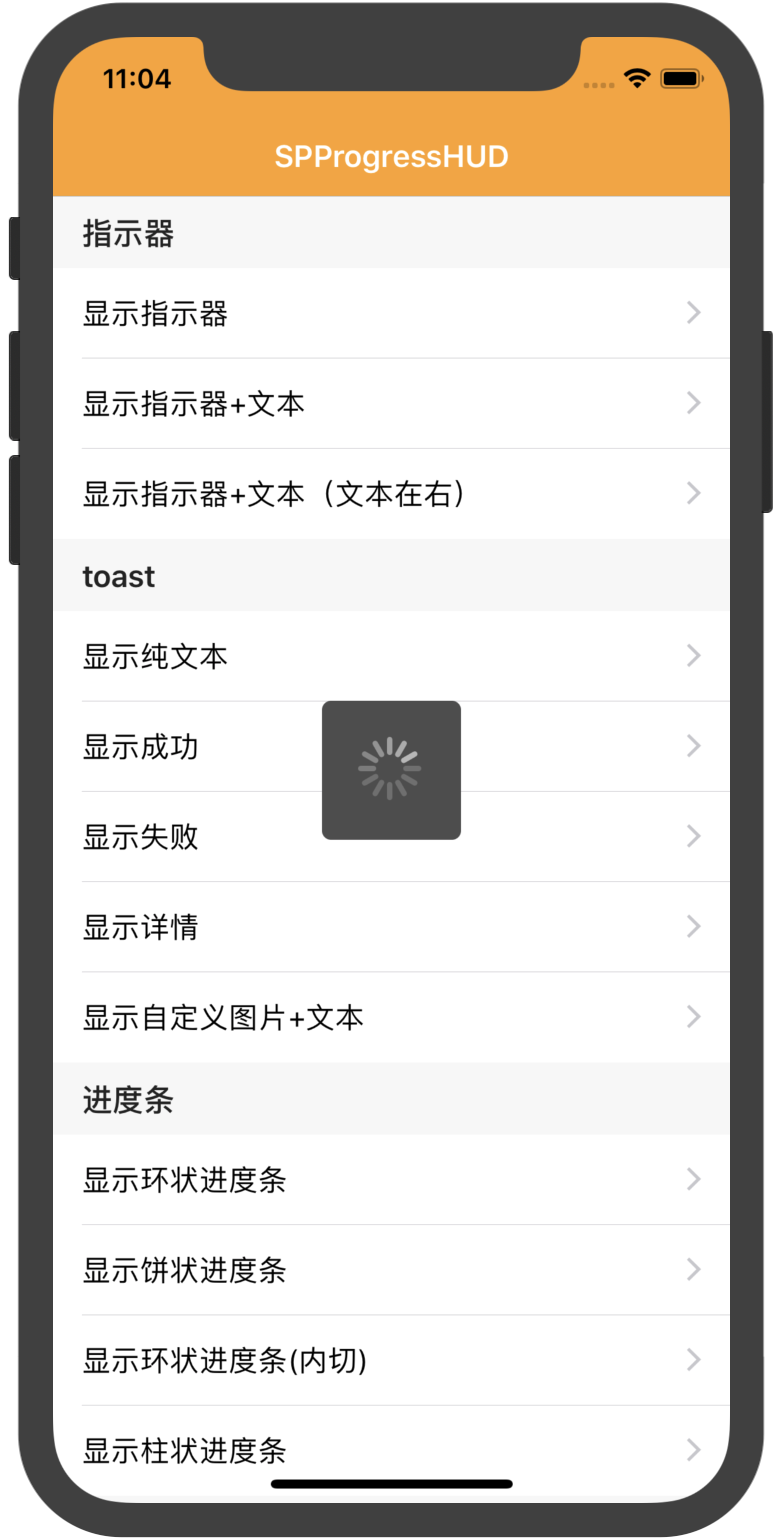 11:04
SPProgressHUD
指示器
显示指示器
显示指示器+文本
显示指示器+文本（文本在右）
toast
显示纯文本
显示成功
显示失败
显示详情
显示自定义图片+文本
进度条
显示环状进度条
显示饼状进度条
显示环状进度条(内切)
显示柱状进度条